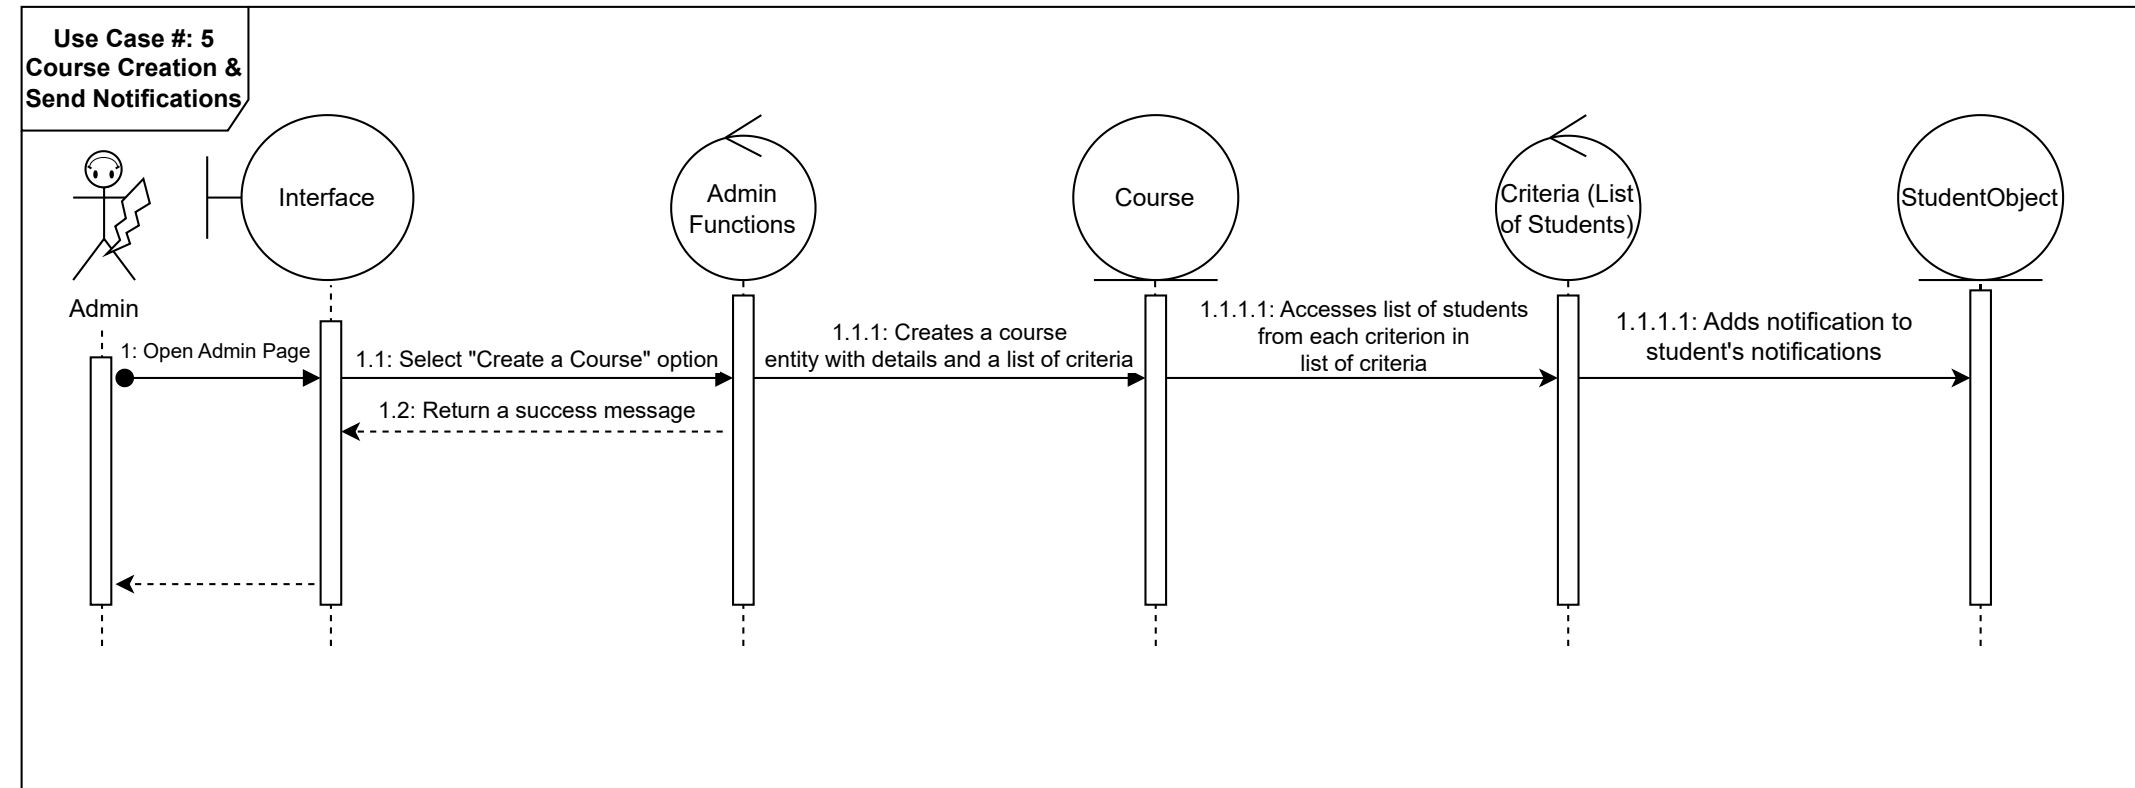 Use Case #: 5
Course Creation &
Send Notifications
Interface
Admin
Functions
Course
Criteria (List
of Students)
StudentObject
Admin
1: Open Admin Page
1.1: Select "Create a Course" option
1.1.1: Creates a course
entity with details and a list of criteria
1.1.1.1: Accesses list of students
from each criterion in
list of criteria
1.1.1.1: Adds notification to
student's notifications
1.2: Return a success message